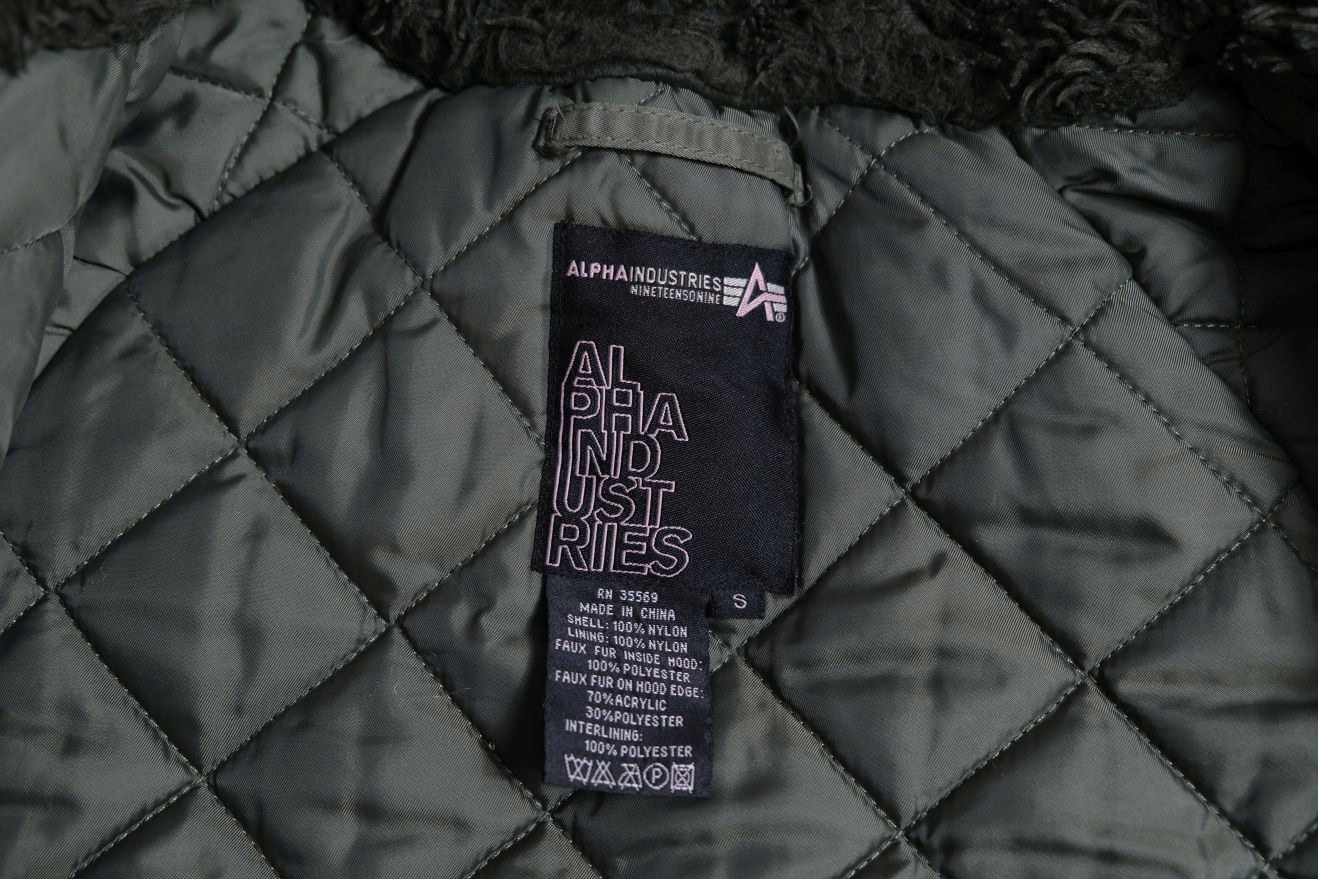 ALPHAINDUSTRIES
NINETEENSONINE
AL
PHA
IND
UST
RIIES
S
RN 35569
MADE IN CHINA
SHELL: 100% NYLON
LINING: 100% NYLON
FAUX FUR INSIDE HOOD:
100% POLYESTER
FAUX FUR ON HOOD EDGE:
70% ACRYLIC
30% POLYESTER
INTERLINING:
100% POLYESTER
P